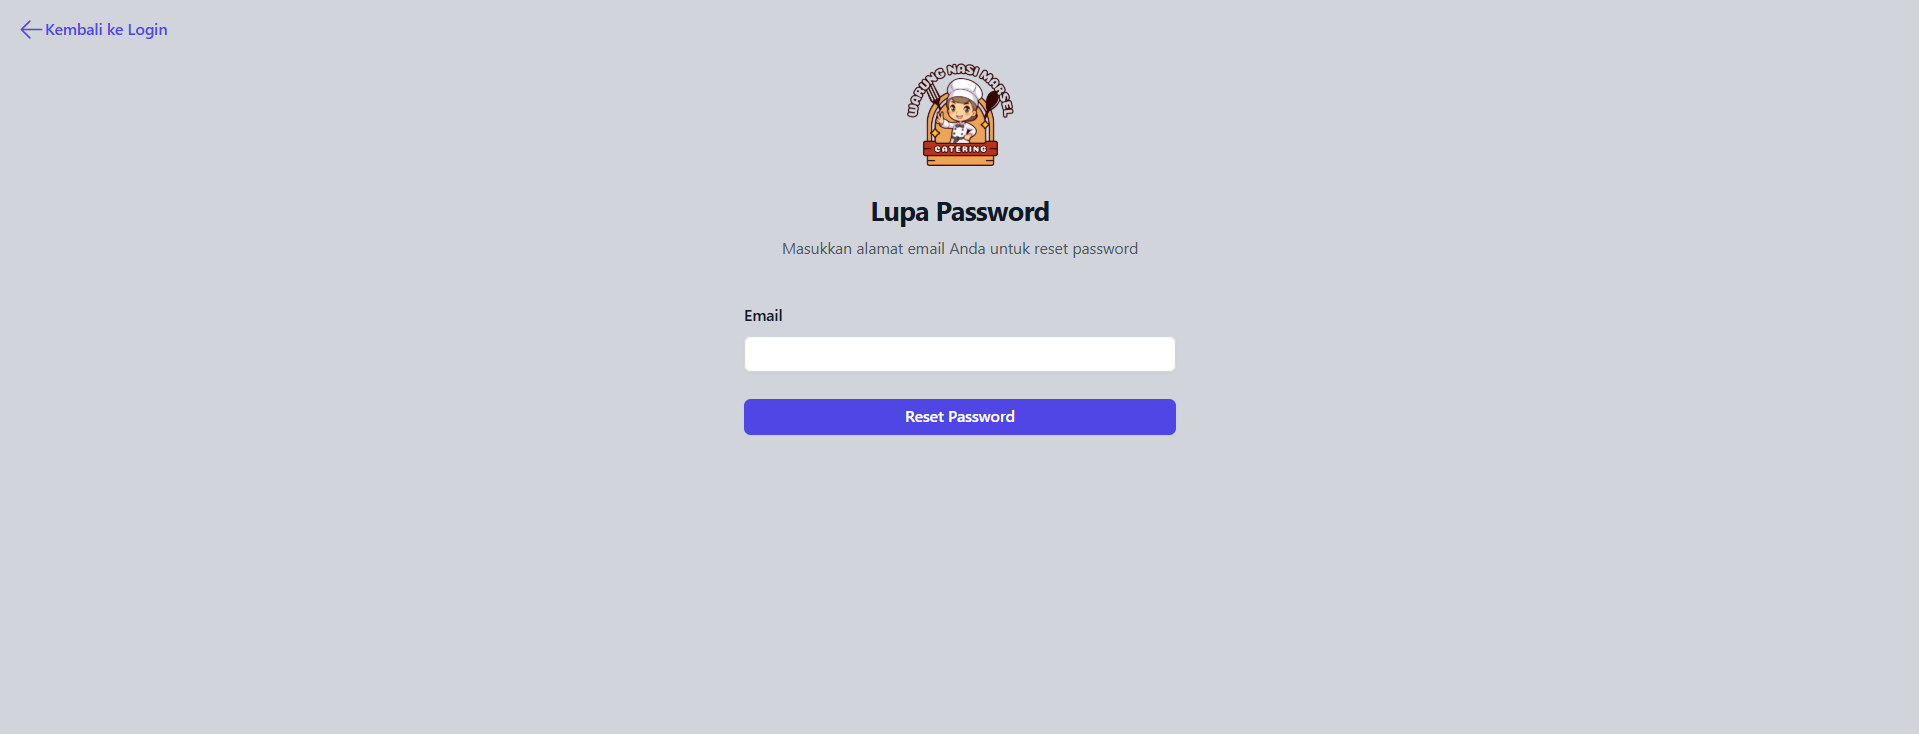 Kembali ke Login
WARUNG NASI MARSEL
CATERING
Lupa Password
Masukkan alamat email Anda untuk reset password
Email
Reset Password